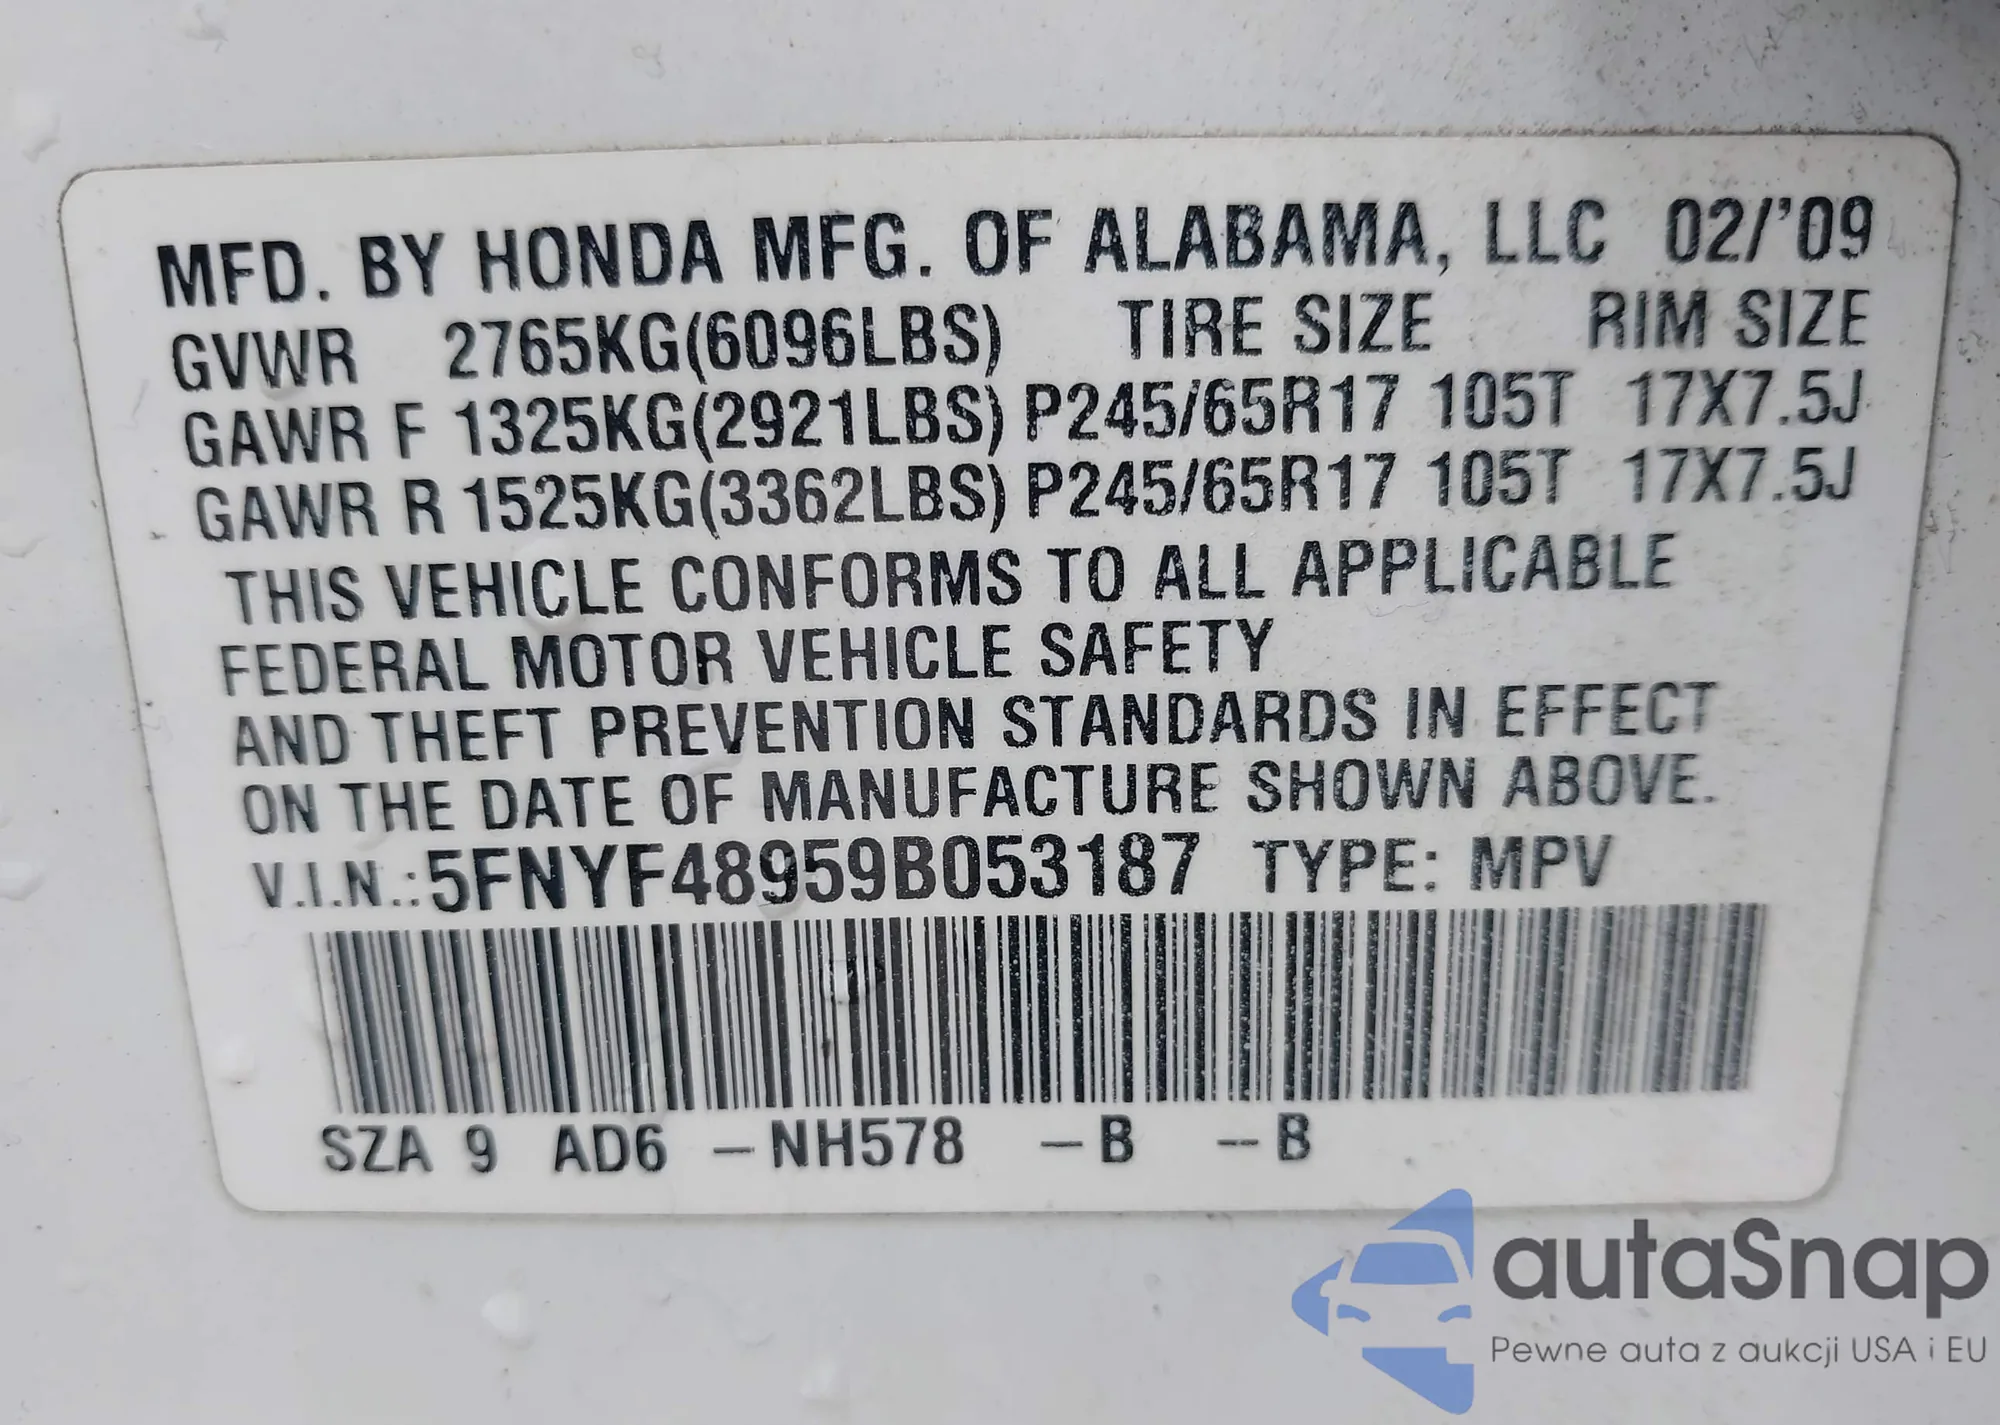 MFD. BY HONDA MFG. OF ALABAMA, LLC 02/'09
GVWR 2765KG(6096LBS) TIRE SIZE RIM SIZE
GAWR F 1325KG(2921LBS) P245/65R17 105T 17X7.5J
GAWR R 1525KG(3362LBS) P245/65R17 105T 17X7.5J
THIS VEHICLE CONFORMS TO ALL APPLICABLE
FEDERAL MOTOR VEHICLE SAFETY
AND THEFT PREVENTION STANDARDS IN EFFECT
ON THE DATE OF MANUFACTURE SHOWN ABOVE.
V.I.N.:5FNYF48959B053187 TYPE: MPV
SZA 9 AD6 –NH578 –B --B
autaSnap
Pewne auta z aukcji USA i EU